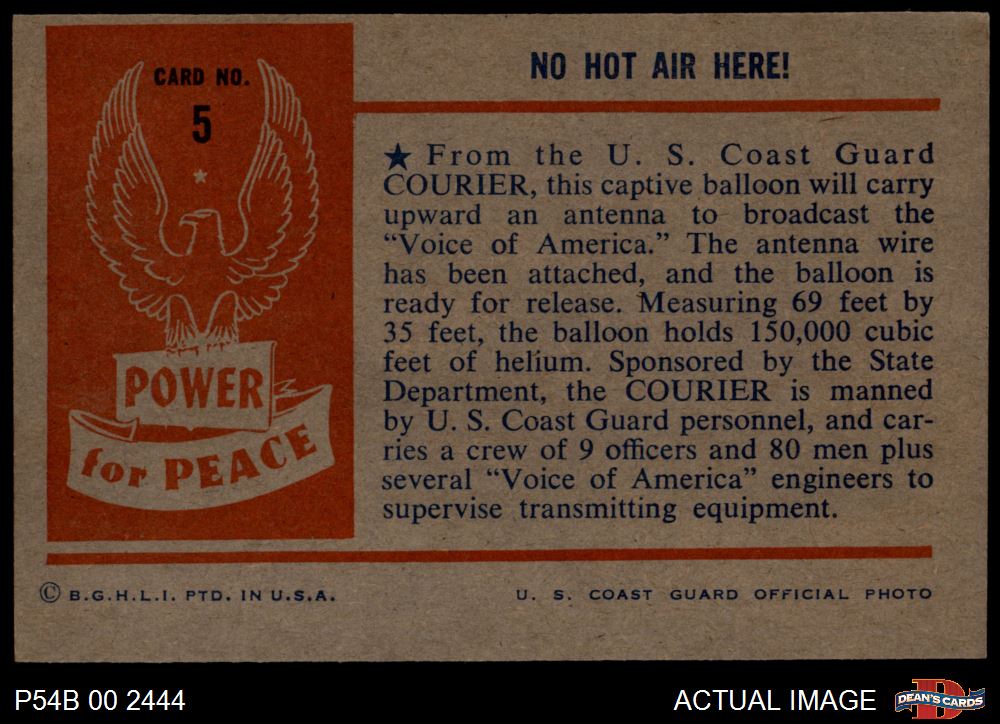 CARD NO.
5
POWER
for PEACE
NO HOT AIR HERE!
★ From the U. S. Coast Guard
COURIER, this captive balloon will carry
upward an antenna to broadcast the
“Voice of America.” The antenna wire
has been attached, and the balloon is
ready for release. Measuring 69 feet by
35 feet, the balloon holds 150,000 cubic
feet of helium. Sponsored by the State
Department, the COURIER is manned
by U. S. Coast Guard personnel, and car-
ries a crew of 9 officers and 80 men plus
several “Voice of America” engineers to
supervise transmitting equipment.
© B.G.H.L.I. PTD. IN U.S.A.
U. S. COAST GUARD OFFICIAL PHOTO
P54B 00 2444
ACTUAL IMAGE
D
DEAN'S CARDS